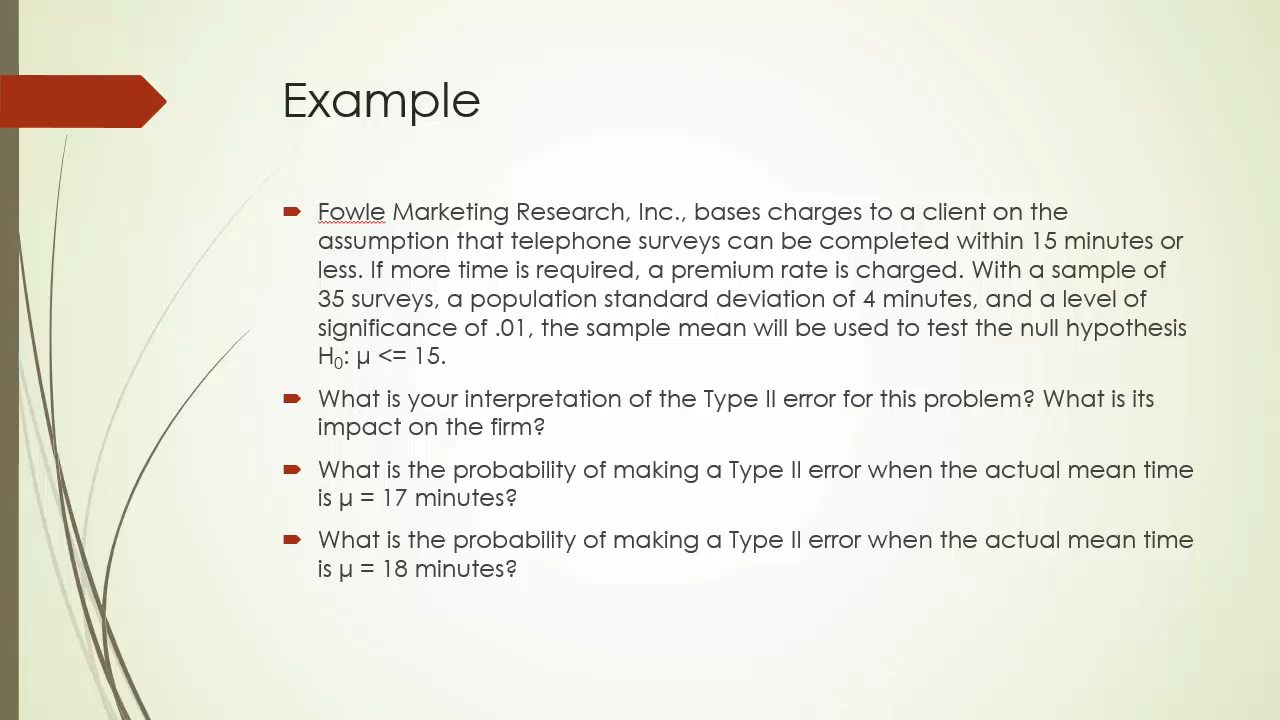 Example
Fowle Marketing Research, Inc., bases charges to a client on the
assumption that telephone surveys can be completed within 15 minutes or
less. If more time is required, a premium rate is charged. With a sample of
35 surveys, a population standard deviation of 4 minutes, and a level of
significance of .01, the sample mean will be used to test the null hypothesis
H₀: µ <= 15.
What is your interpretation of the Type II error for this problem? What is its
impact on the firm?
What is the probability of making a Type II error when the actual mean time
is µ = 17 minutes?
What is the probability of making a Type II error when the actual mean time
is µ = 18 minutes?